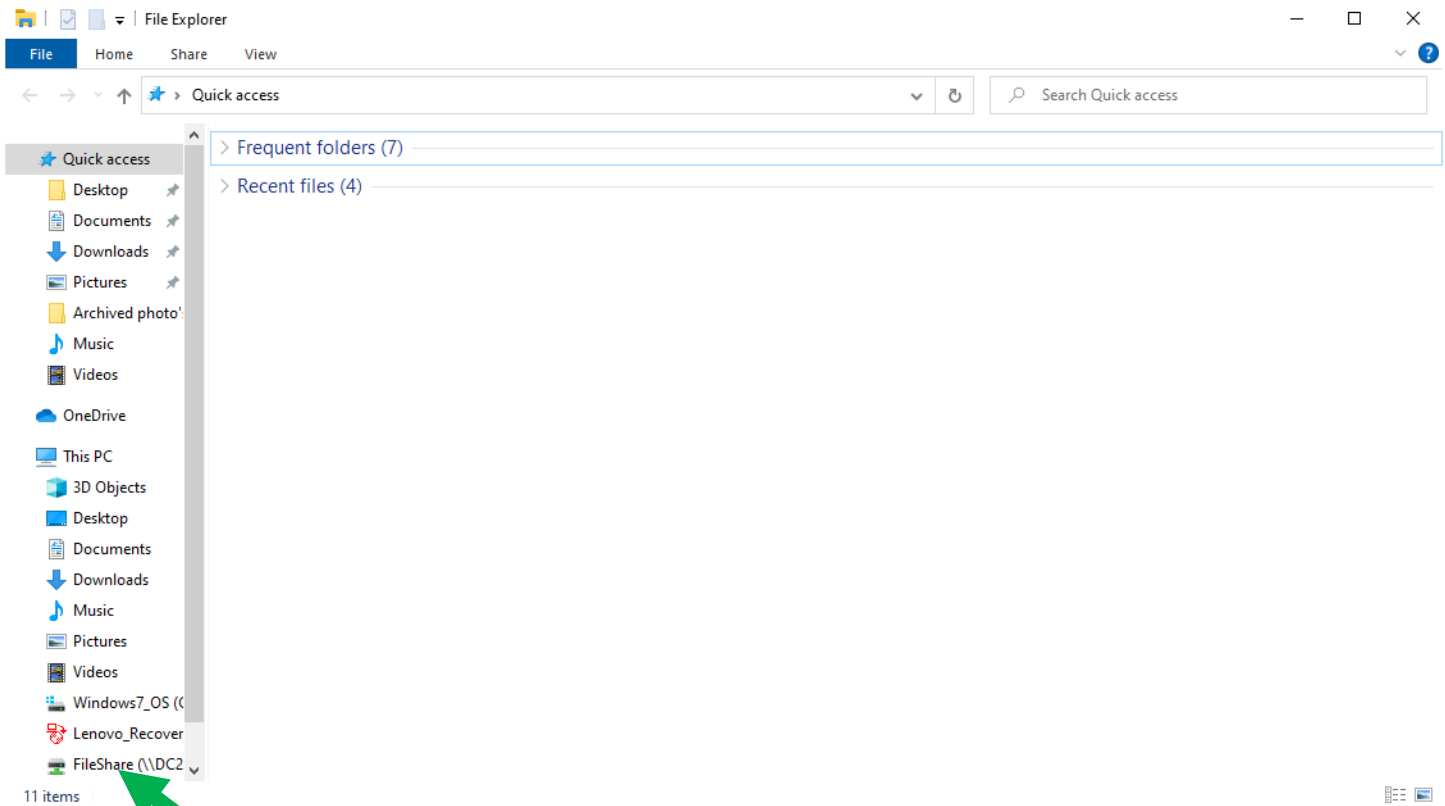 File Explorer
File Home Share View ?
Quick access
Search Quick access
Quick access
Desktop
Documents
Downloads
Pictures
Archived photo's
Music
Videos
OneDrive
This PC
3D Objects
Desktop
Documents
Downloads
Music
Pictures
Videos
Windows7_OS (
Lenovo_Recover
FileShare (\\DC2
Frequent folders (7)
Recent files (4)
11 items